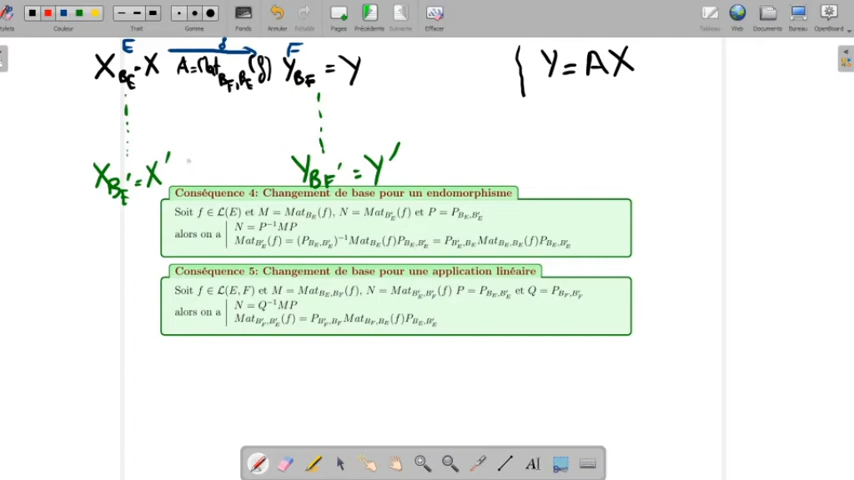 Stylets Couleur Trait Gomme Fonds Annuler Refaire Pages Précédente Suivante Effacer Tableau Web Documents Bureau OpenBoard
E f F
X_{B_E} = X A = Mat_{B_F,B_E}(f) Y_{B_F} = Y Y = AX
X_{B_E'} = X' Y_{B_F'} = Y'
Conséquence 4: Changement de base pour un endomorphisme
Soit f ∈ L(E) et M = Mat_{B_E}(f), N = Mat_{B'_E}(f) et P = P_{B_E,B'_E}
alors on a | N = P^{-1}MP
Mat_{B'_E}(f) = (P_{B_E,B'_E})^{-1}Mat_{B_E}(f)P_{B_E,B'_E} = P_{B'_E,B_E}Mat_{B_E,B_E}(f)P_{B_E,B'_E}
Conséquence 5: Changement de base pour une application linéaire
Soit f ∈ L(E, F) et M = Mat_{B_E,B_F}(f), N = Mat_{B'_E,B'_F}(f) P = P_{B_E,B'_E} et Q = P_{B_F,B'_F}
alors on a | N = Q^{-1}MP
Mat_{B'_F,B'_E}(f) = P_{B'_F,B_F}Mat_{B_F,B_E}(f)P_{B_E,B'_E}
AI